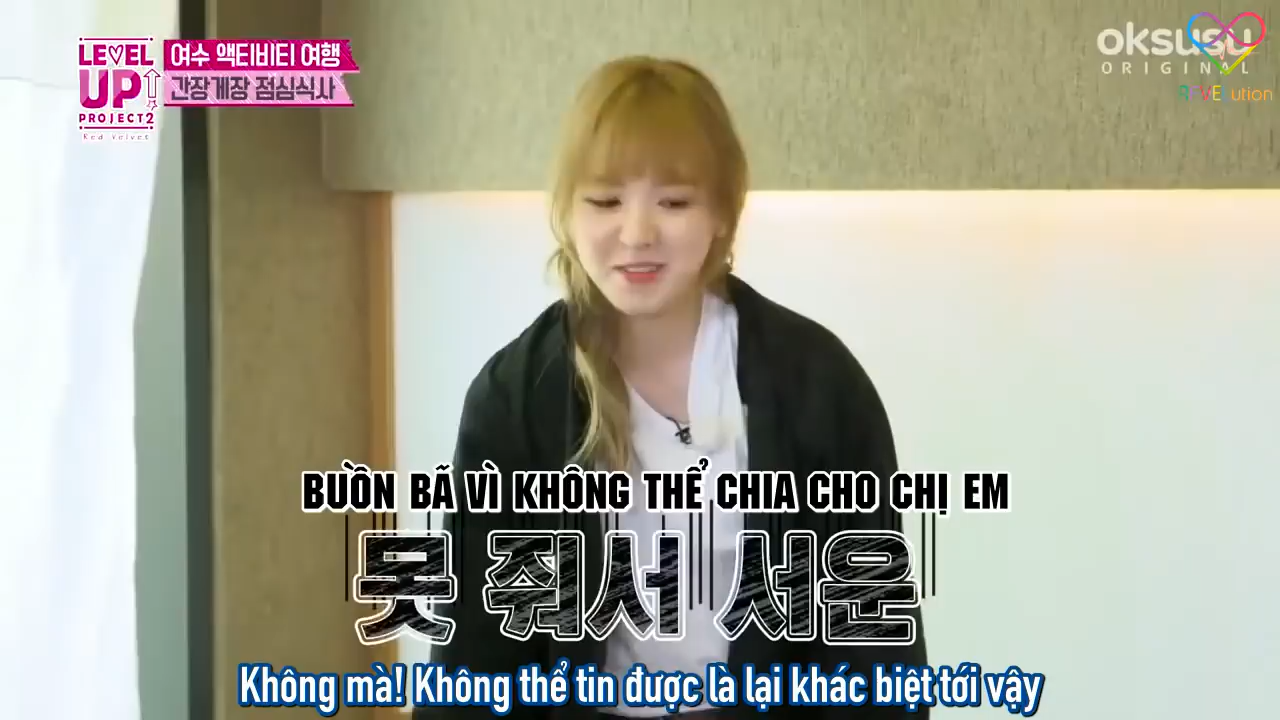 LEVEL
UP
PROJECT2
Red Velvet
여수 액티비티 여행
간장게장 점심식사
oksusu
ORIGINAL
REVElution
BUỒN BÃ VÌ KHÔNG THỂ CHIA CHO CHỊ EM
못 줘서 서운
Không mà! Không thể tin được là lại khác biệt tới vậy